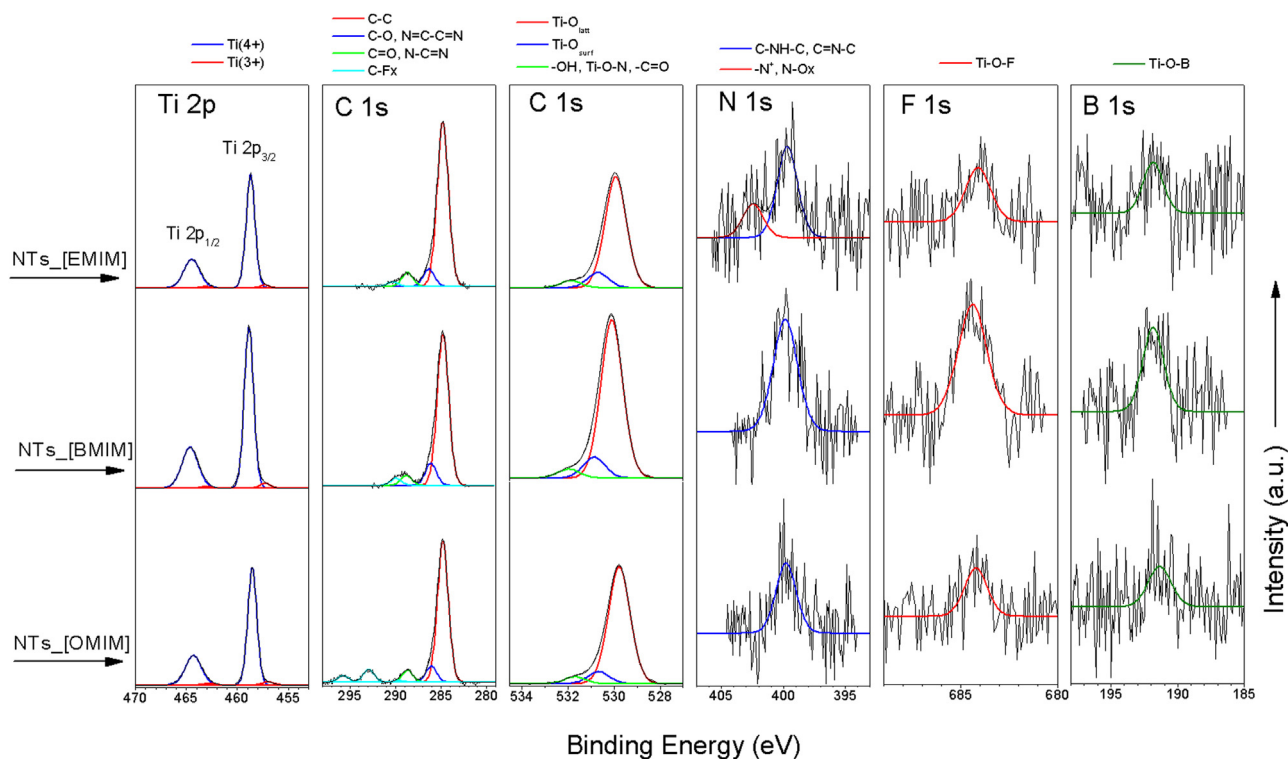 Ti(4+)
Ti(3+)
C-C
C-O, N=C-C=N
C=O, N-C=N
C-Fx
Ti-Olatt
Ti-Osurf
-OH, Ti-O-N, -C=O
C-NH-C, C=N-C
-N⁺, N-Ox
Ti-O-F
Ti-O-B
Ti 2p
C 1s
C 1s
N 1s
F 1s
B 1s
Ti 2p3/2
Ti 2p1/2
NTs_[EMIM]
NTs_[BMIM]
NTs_[OMIM]
470 465 460 455
295 290 285 280
534 532 530 528
405 400 395
685 680
195 190 185
Binding Energy (eV)
Intensity (a.u.)